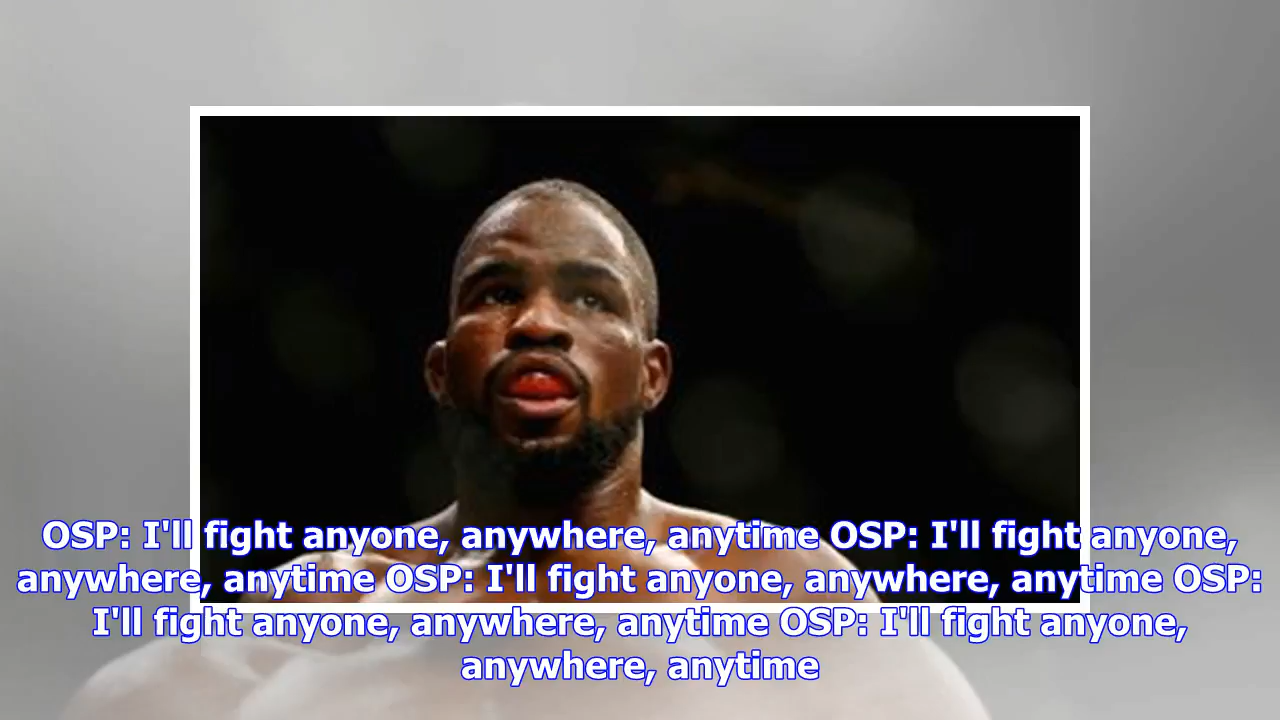 OSP: I'll fight anyone, anywhere, anytime OSP: I'll fight anyone,
anywhere, anytime OSP: I'll fight anyone, anywhere, anytime OSP:
I'll fight anyone, anywhere, anytime OSP: I'll fight anyone,
anywhere, anytime